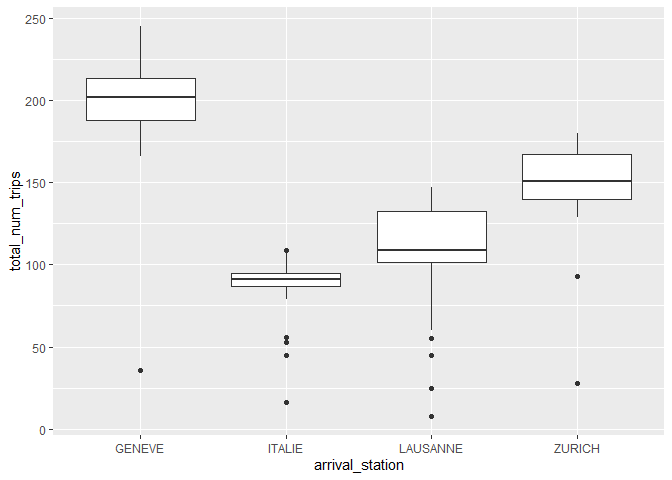 250
200
150
100
50
0
total_num_trips
GENEVE ITALIE LAUSANNE ZURICH
arrival_station